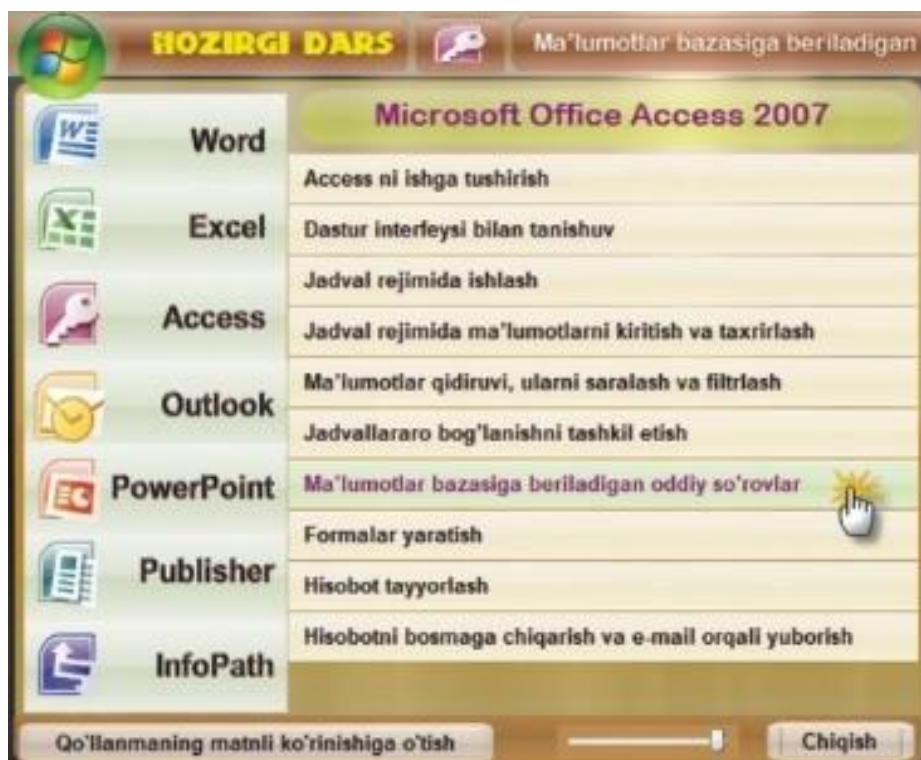 HOZIRGI DARS
Ma'lumotlar bazasiga beriladigan
Word
Excel
Access
Outlook
PowerPoint
Publisher
InfoPath
Microsoft Office Access 2007
Access ni ishga tushirish
Dastur interfeysi bilan tanishuv
Jadval rejimida ishlash
Jadval rejimida ma'lumotlarni kiritish va taxrirlash
Ma'lumotlar qidiruvi, ularni saralash va filtrlash
Jadvallararo bog'lanishni tashkil etish
Ma'lumotlar bazasiga beriladigan oddiy so'rovlar
Formalar yaratish
Hisobot tayyorlash
Hisobotni bosmaga chiqarish va e-mail orqali yuborish
Qo'llanmaning matnli ko'rinishiga o'tish
Chiqish